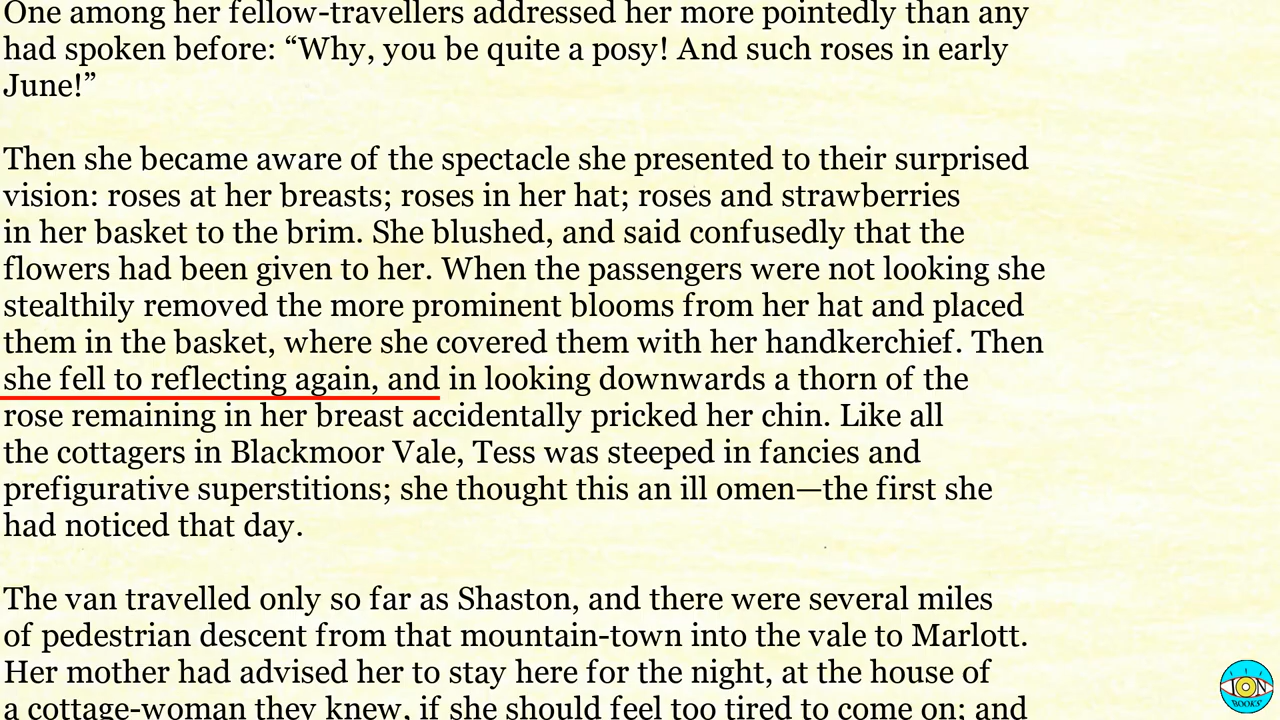 One among her fellow-travellers addressed her more pointedly than any
had spoken before: “Why, you be quite a posy! And such roses in early
June!”
Then she became aware of the spectacle she presented to their surprised
vision: roses at her breasts; roses in her hat; roses and strawberries
in her basket to the brim. She blushed, and said confusedly that the
flowers had been given to her. When the passengers were not looking she
stealthily removed the more prominent blooms from her hat and placed
them in the basket, where she covered them with her handkerchief. Then
she fell to reflecting again, and in looking downwards a thorn of the
rose remaining in her breast accidentally pricked her chin. Like all
the cottagers in Blackmoor Vale, Tess was steeped in fancies and
prefigurative superstitions; she thought this an ill omen—the first she
had noticed that day.
The van travelled only so far as Shaston, and there were several miles
of pedestrian descent from that mountain-town into the vale to Marlott.
Her mother had advised her to stay here for the night, at the house of
a cottage-woman they knew, if she should feel too tired to come on; and
ION
BOOKS